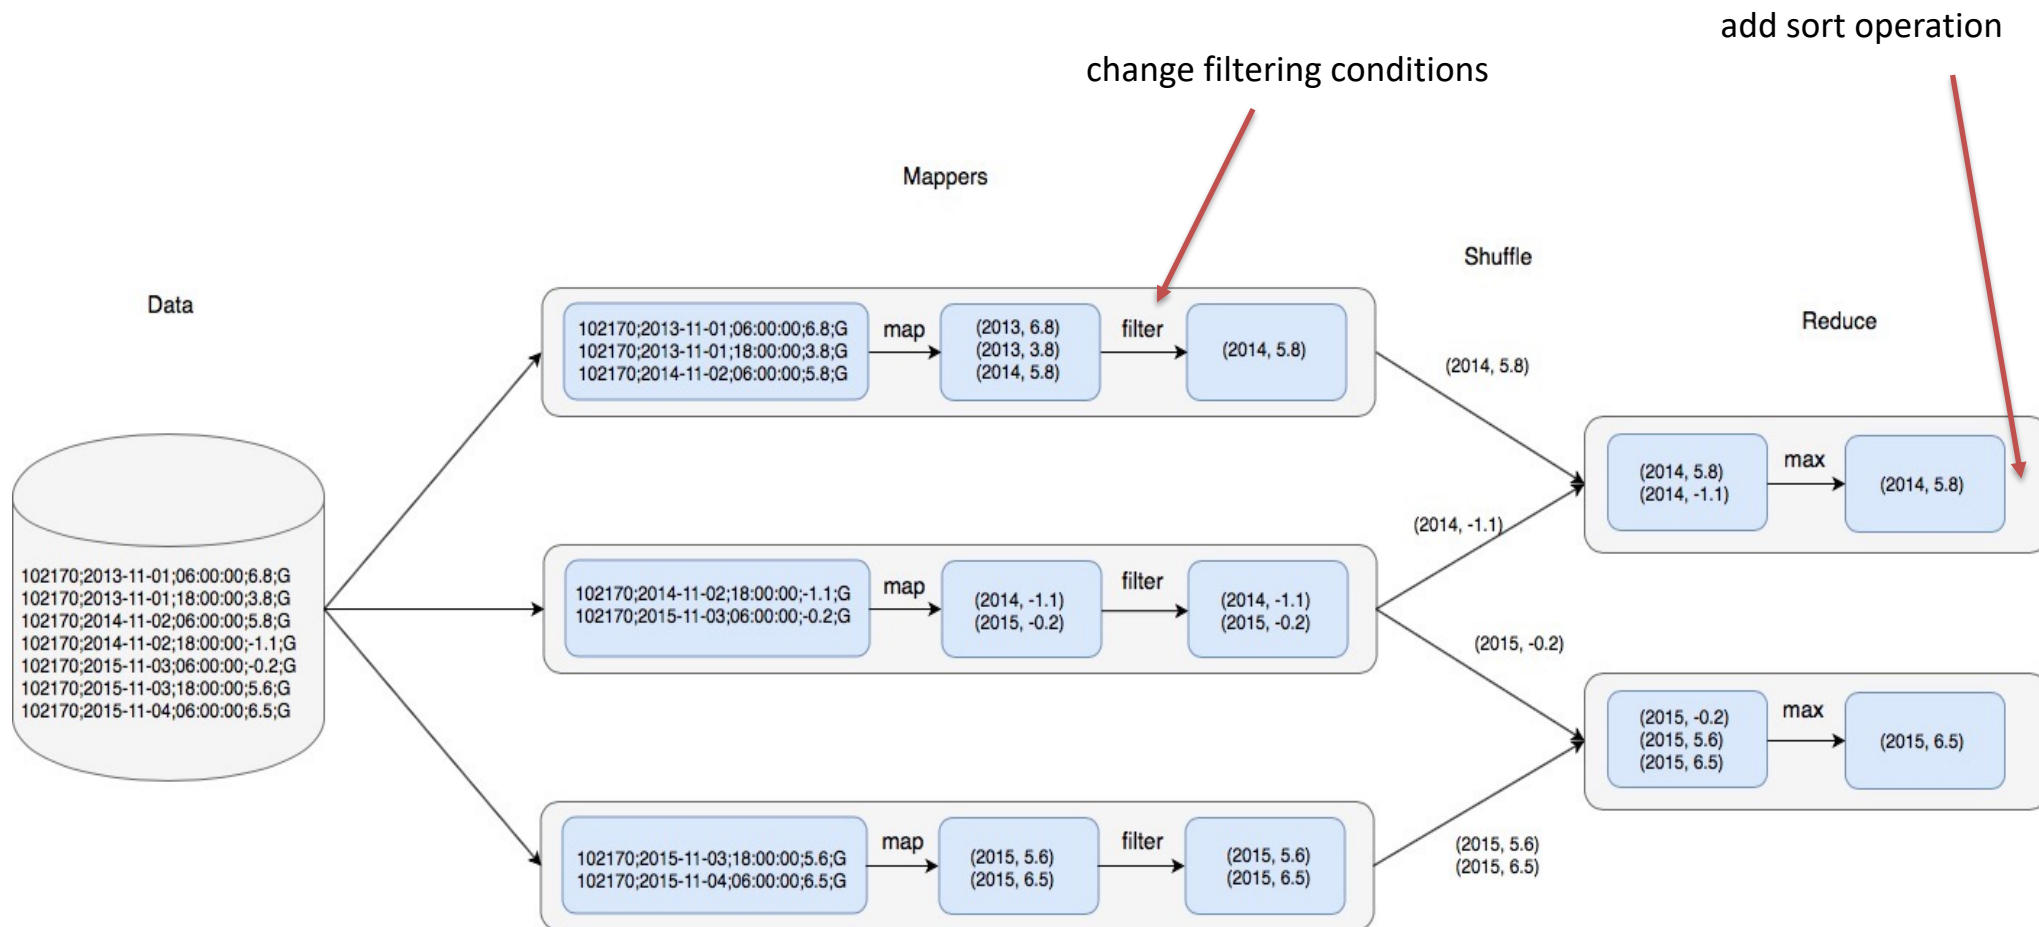 add sort operation
change filtering conditions
Mappers
Shuffle
Data
Reduce
102170;2013-11-01;06:00:00;6.8;G
102170;2013-11-01;18:00:00;3.8;G
102170;2014-11-02;06:00:00;5.8;G
map
(2013, 6.8)
(2013, 3.8)
(2014, 5.8)
filter
(2014, 5.8)
(2014, 5.8)
(2014, 5.8)
(2014, -1.1)
max
(2014, 5.8)
(2014, -1.1)
102170;2013-11-01;06:00:00;6.8;G
102170;2013-11-01;18:00:00;3.8;G
102170;2014-11-02;06:00:00;5.8;G
102170;2014-11-02;18:00:00;-1.1;G
102170;2015-11-03;06:00:00;-0.2;G
102170;2015-11-03;18:00:00;5.6;G
102170;2015-11-04;06:00:00;6.5;G
102170;2014-11-02;18:00:00;-1.1;G
102170;2015-11-03;06:00:00;-0.2;G
map
(2014, -1.1)
(2015, -0.2)
filter
(2014, -1.1)
(2015, -0.2)
(2015, -0.2)
(2015, -0.2)
(2015, 5.6)
(2015, 6.5)
max
(2015, 6.5)
102170;2015-11-03;18:00:00;5.6;G
102170;2015-11-04;06:00:00;6.5;G
map
(2015, 5.6)
(2015, 6.5)
filter
(2015, 5.6)
(2015, 6.5)
(2015, 5.6)
(2015, 6.5)